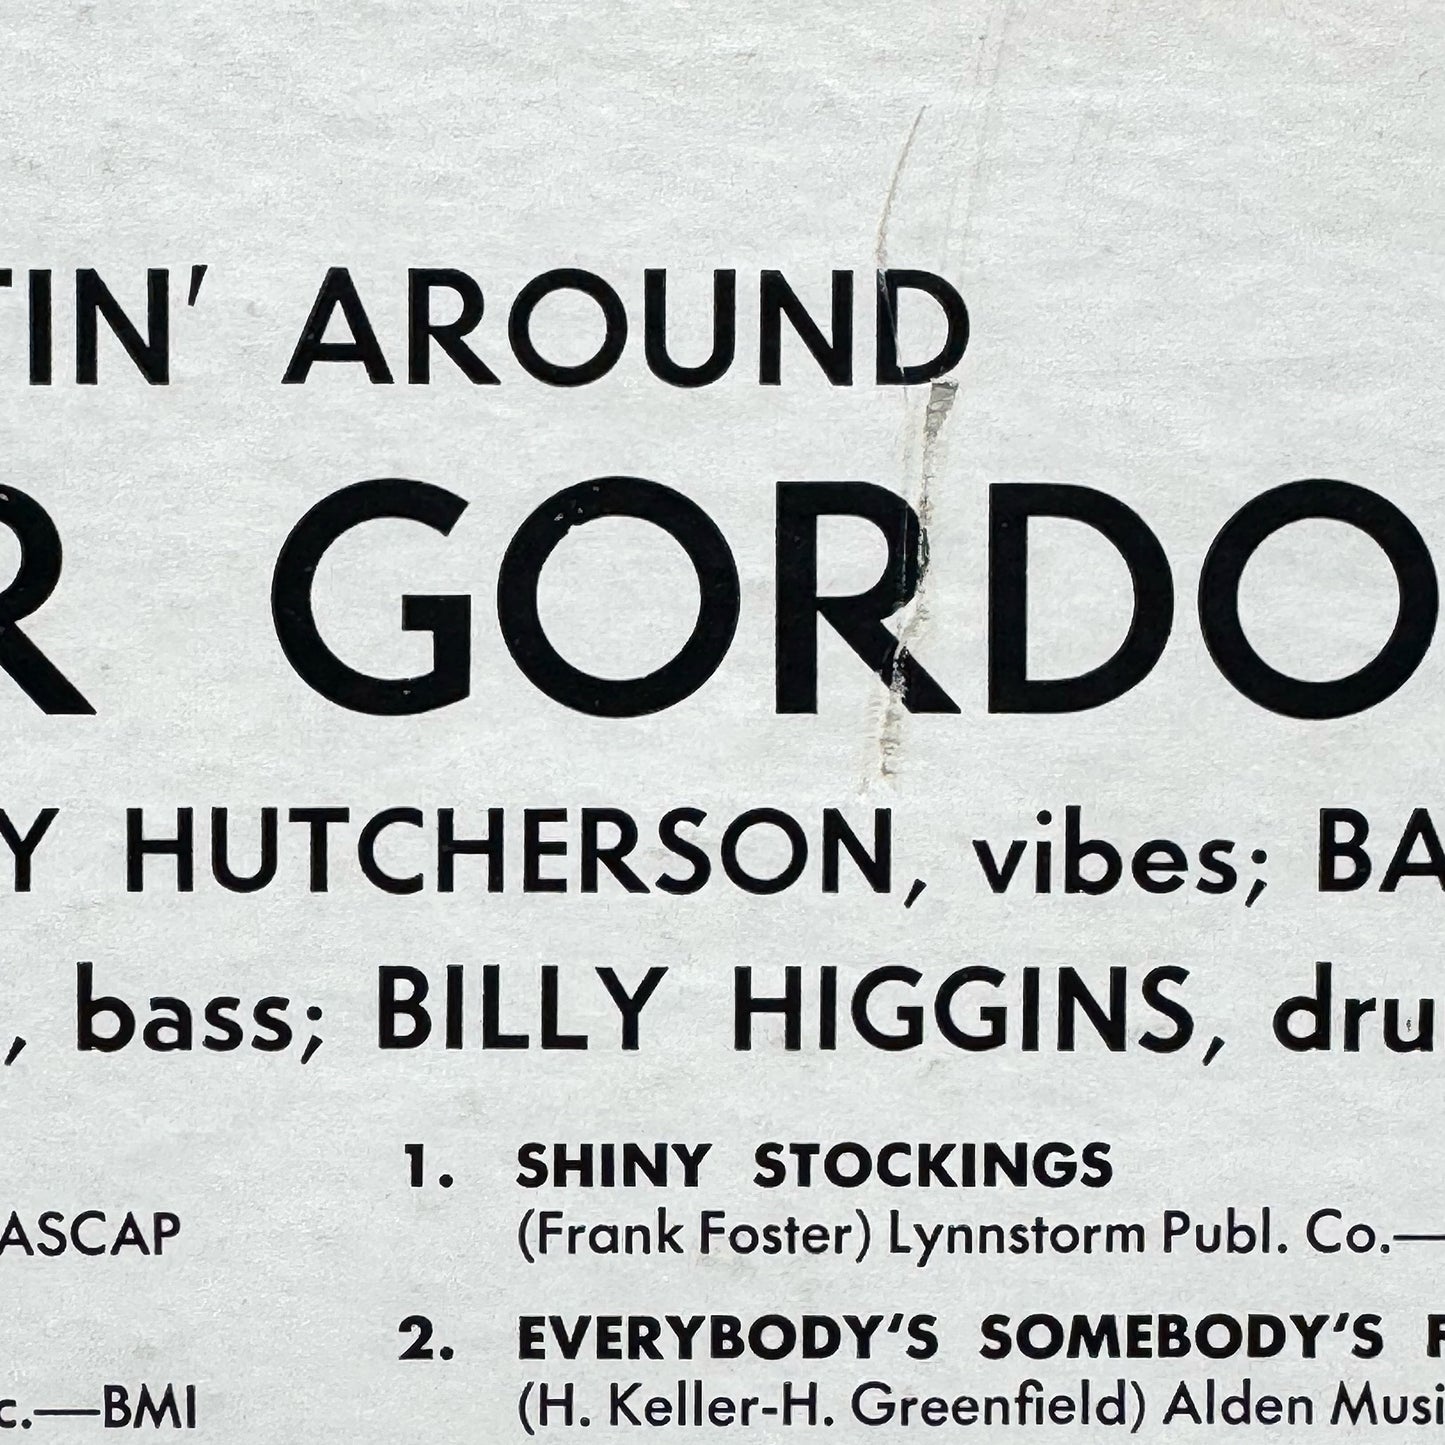 TIN' AROUND
R GORDO
Y HUTCHERSON, vibes; BA
, bass; BILLY HIGGINS, dru
1. SHINY STOCKINGS
ASCAP (Frank Foster) Lynnstorm Publ. Co.—
2. EVERYBODY'S SOMEBODY'S F
c.—BMI (H. Keller-H. Greenfield) Alden Musi